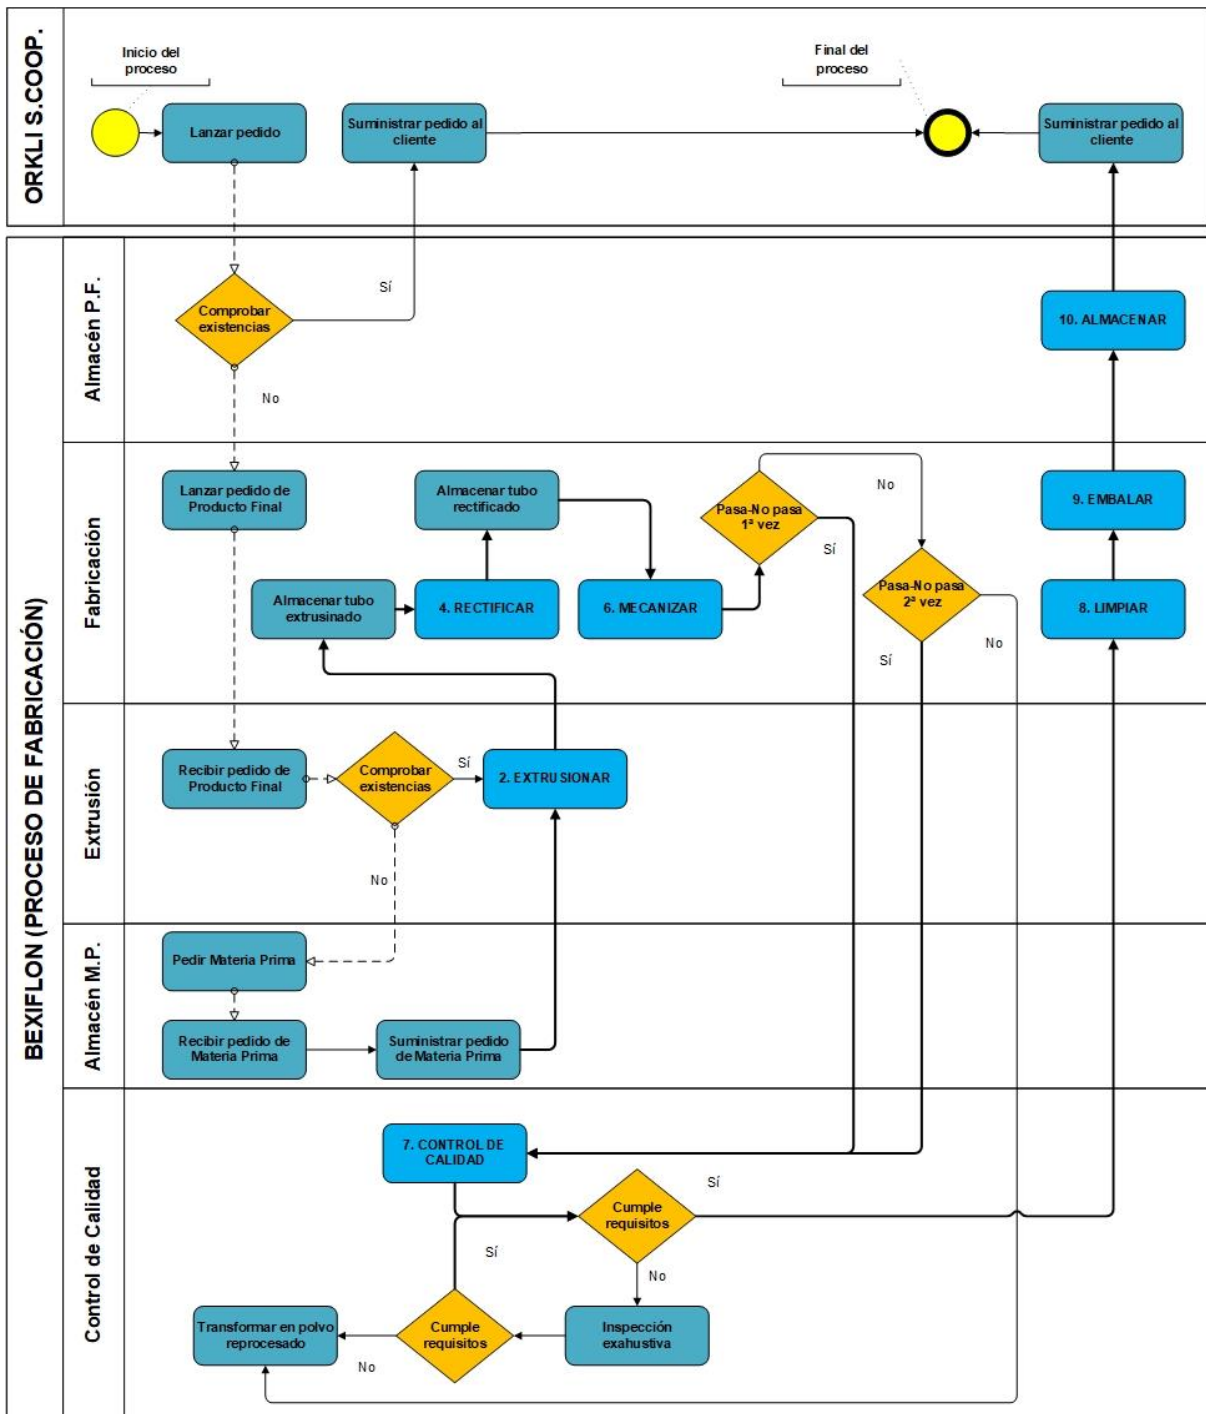 ORKLI S.COOP.
Inicio del
proceso
Final del
proceso
Lanzar pedido
Suministrar pedido al
cliente
Suministrar pedido al
cliente
BEXIFLON (PROCESO DE FABRICACIÓN)
Almacén P.F.
Comprobar
existencias
Sí
No
10. ALMACENAR
Fabricación
Lanzar pedido de
Producto Final
Almacenar tubo
rectificado
Pasa-No pasa
1ª vez
No
Sí
9. EMBALAR
Almacenar tubo
extrusinado
4. RECTIFICAR
6. MECANIZAR
Pasa-No pasa
2ª vez
No
Sí
8. LIMPIAR
Extrusión
Recibir pedido de
Producto Final
Comprobar
existencias
Sí
No
2. EXTRUSIONAR
Almacén M.P.
Pedir Materia Prima
Recibir pedido de
Materia Prima
Suministrar pedido
de Materia Prima
Control de Calidad
7. CONTROL DE
CALIDAD
Cumple
requisitos
Sí
No
Sí
Transformar en polvo
reprocesado
Cumple
requisitos
No
Inspección
exahustiva